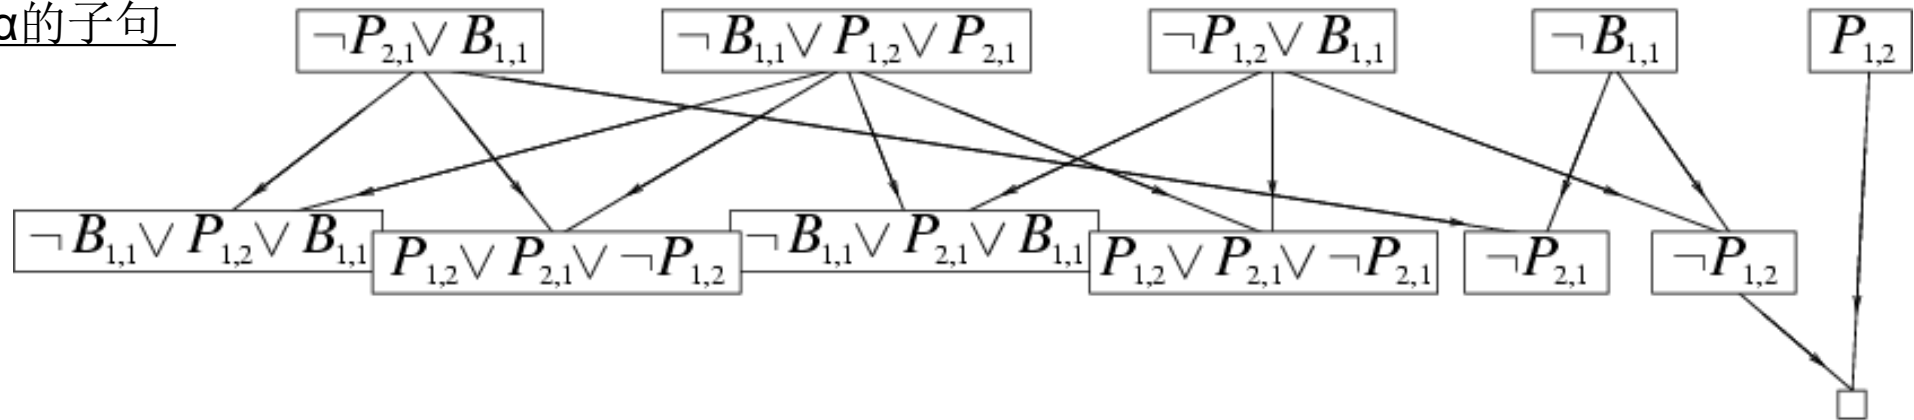 α的子句
¬P2,1∨ B1,1
¬B1,1∨ P1,2∨ P2,1
¬P1,2∨ B1,1
¬B1,1
P1,2
¬B1,1∨ P1,2∨ B1,1
P1,2∨ P2,1∨ ¬P1,2
¬B1,1∨ P2,1∨ B1,1
P1,2∨ P2,1∨ ¬P2,1
¬P2,1
¬P1,2